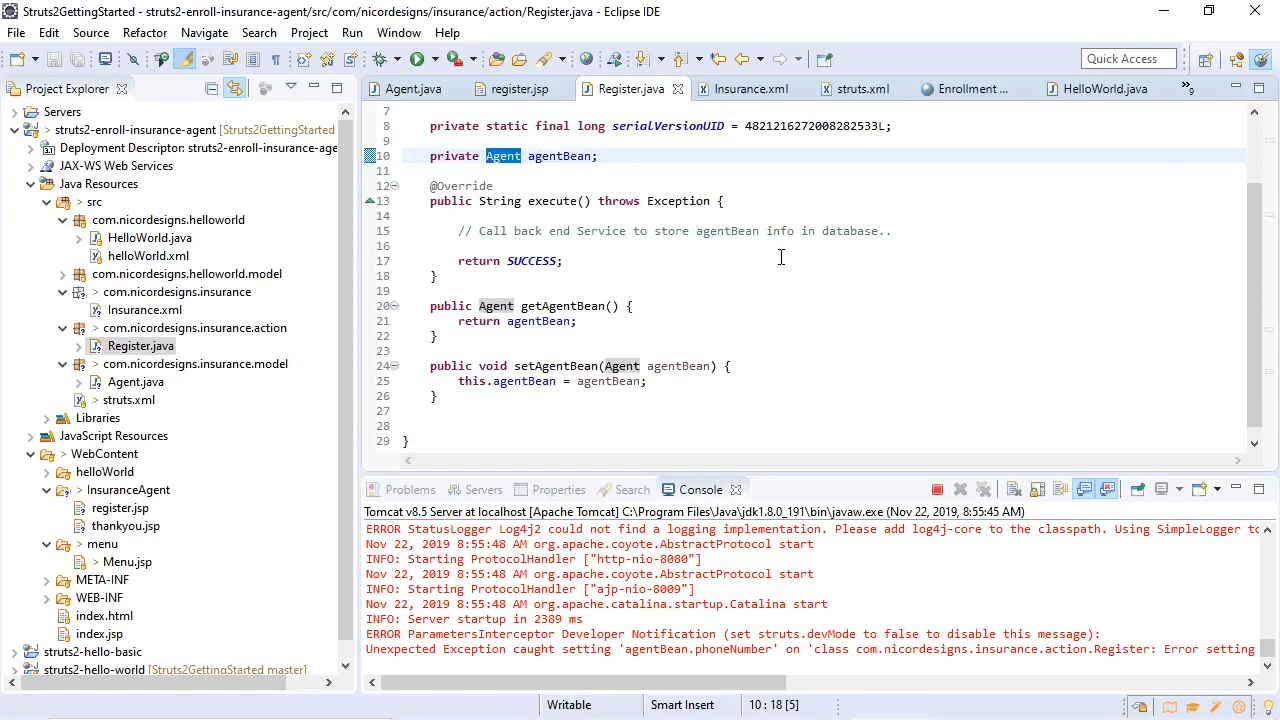 Struts2GettingStarted - struts2-enroll-insurance-agent/src/com/nicordesigns/insurance/action/Register.java - Eclipse IDE
File Edit Source Refactor Navigate Search Project Run Window Help
Quick Access
Project Explorer
Servers
> struts2-enroll-insurance-agent [Struts2GettingStarted
Deployment Descriptor: struts2-enroll-insurance-age
JAX-WS Web Services
Java Resources
> src
com.nicordesigns.helloworld
HelloWorld.java
helloWorld.xml
com.nicordesigns.helloworld.model
> com.nicordesigns.insurance
Insurance.xml
> com.nicordesigns.insurance.action
Register.java
> com.nicordesigns.insurance.model
Agent.java
> struts.xml
Libraries
JavaScript Resources
> WebContent
helloWorld
> InsuranceAgent
register.jsp
thankyou.jsp
> menu
> Menu.jsp
META-INF
WEB-INF
index.html
index.jsp
struts2-hello-basic
struts2-hello-world [Struts2GettingStarted master]
Agent.java register.jsp Register.java Insurance.xml struts.xml Enrollment ... HelloWorld.java »9
7
8 private static final long serialVersionUID = 4821216272008282533L;
9
10 private Agent agentBean;
11
12 @Override
13 public String execute() throws Exception {
14
15 // Call back end Service to store agentBean info in database..
16
17 return SUCCESS;
18 }
19
20 public Agent getAgentBean() {
21 return agentBean;
22 }
23
24 public void setAgentBean(Agent agentBean) {
25 this.agentBean = agentBean;
26 }
27
28
29 }
Problems Servers Properties Search Console
Tomcat v8.5 Server at localhost [Apache Tomcat] C:\Program Files\Java\jdk1.8.0_191\bin\javaw.exe (Nov 22, 2019, 8:55:45 AM)
ERROR StatusLogger Log4j2 could not find a logging implementation. Please add log4j-core to the classpath. Using SimpleLogger to
Nov 22, 2019 8:55:48 AM org.apache.coyote.AbstractProtocol start
INFO: Starting ProtocolHandler ["http-nio-8080"]
Nov 22, 2019 8:55:48 AM org.apache.coyote.AbstractProtocol start
INFO: Starting ProtocolHandler ["ajp-nio-8009"]
Nov 22, 2019 8:55:48 AM org.apache.catalina.startup.Catalina start
INFO: Server startup in 2389 ms
ERROR ParametersInterceptor Developer Notification (set struts.devMode to false to disable this message):
Unexpected Exception caught setting 'agentBean.phoneNumber' on 'class com.nicordesigns.insurance.action.Register: Error setting
Writable Smart Insert 10 : 18 [5]